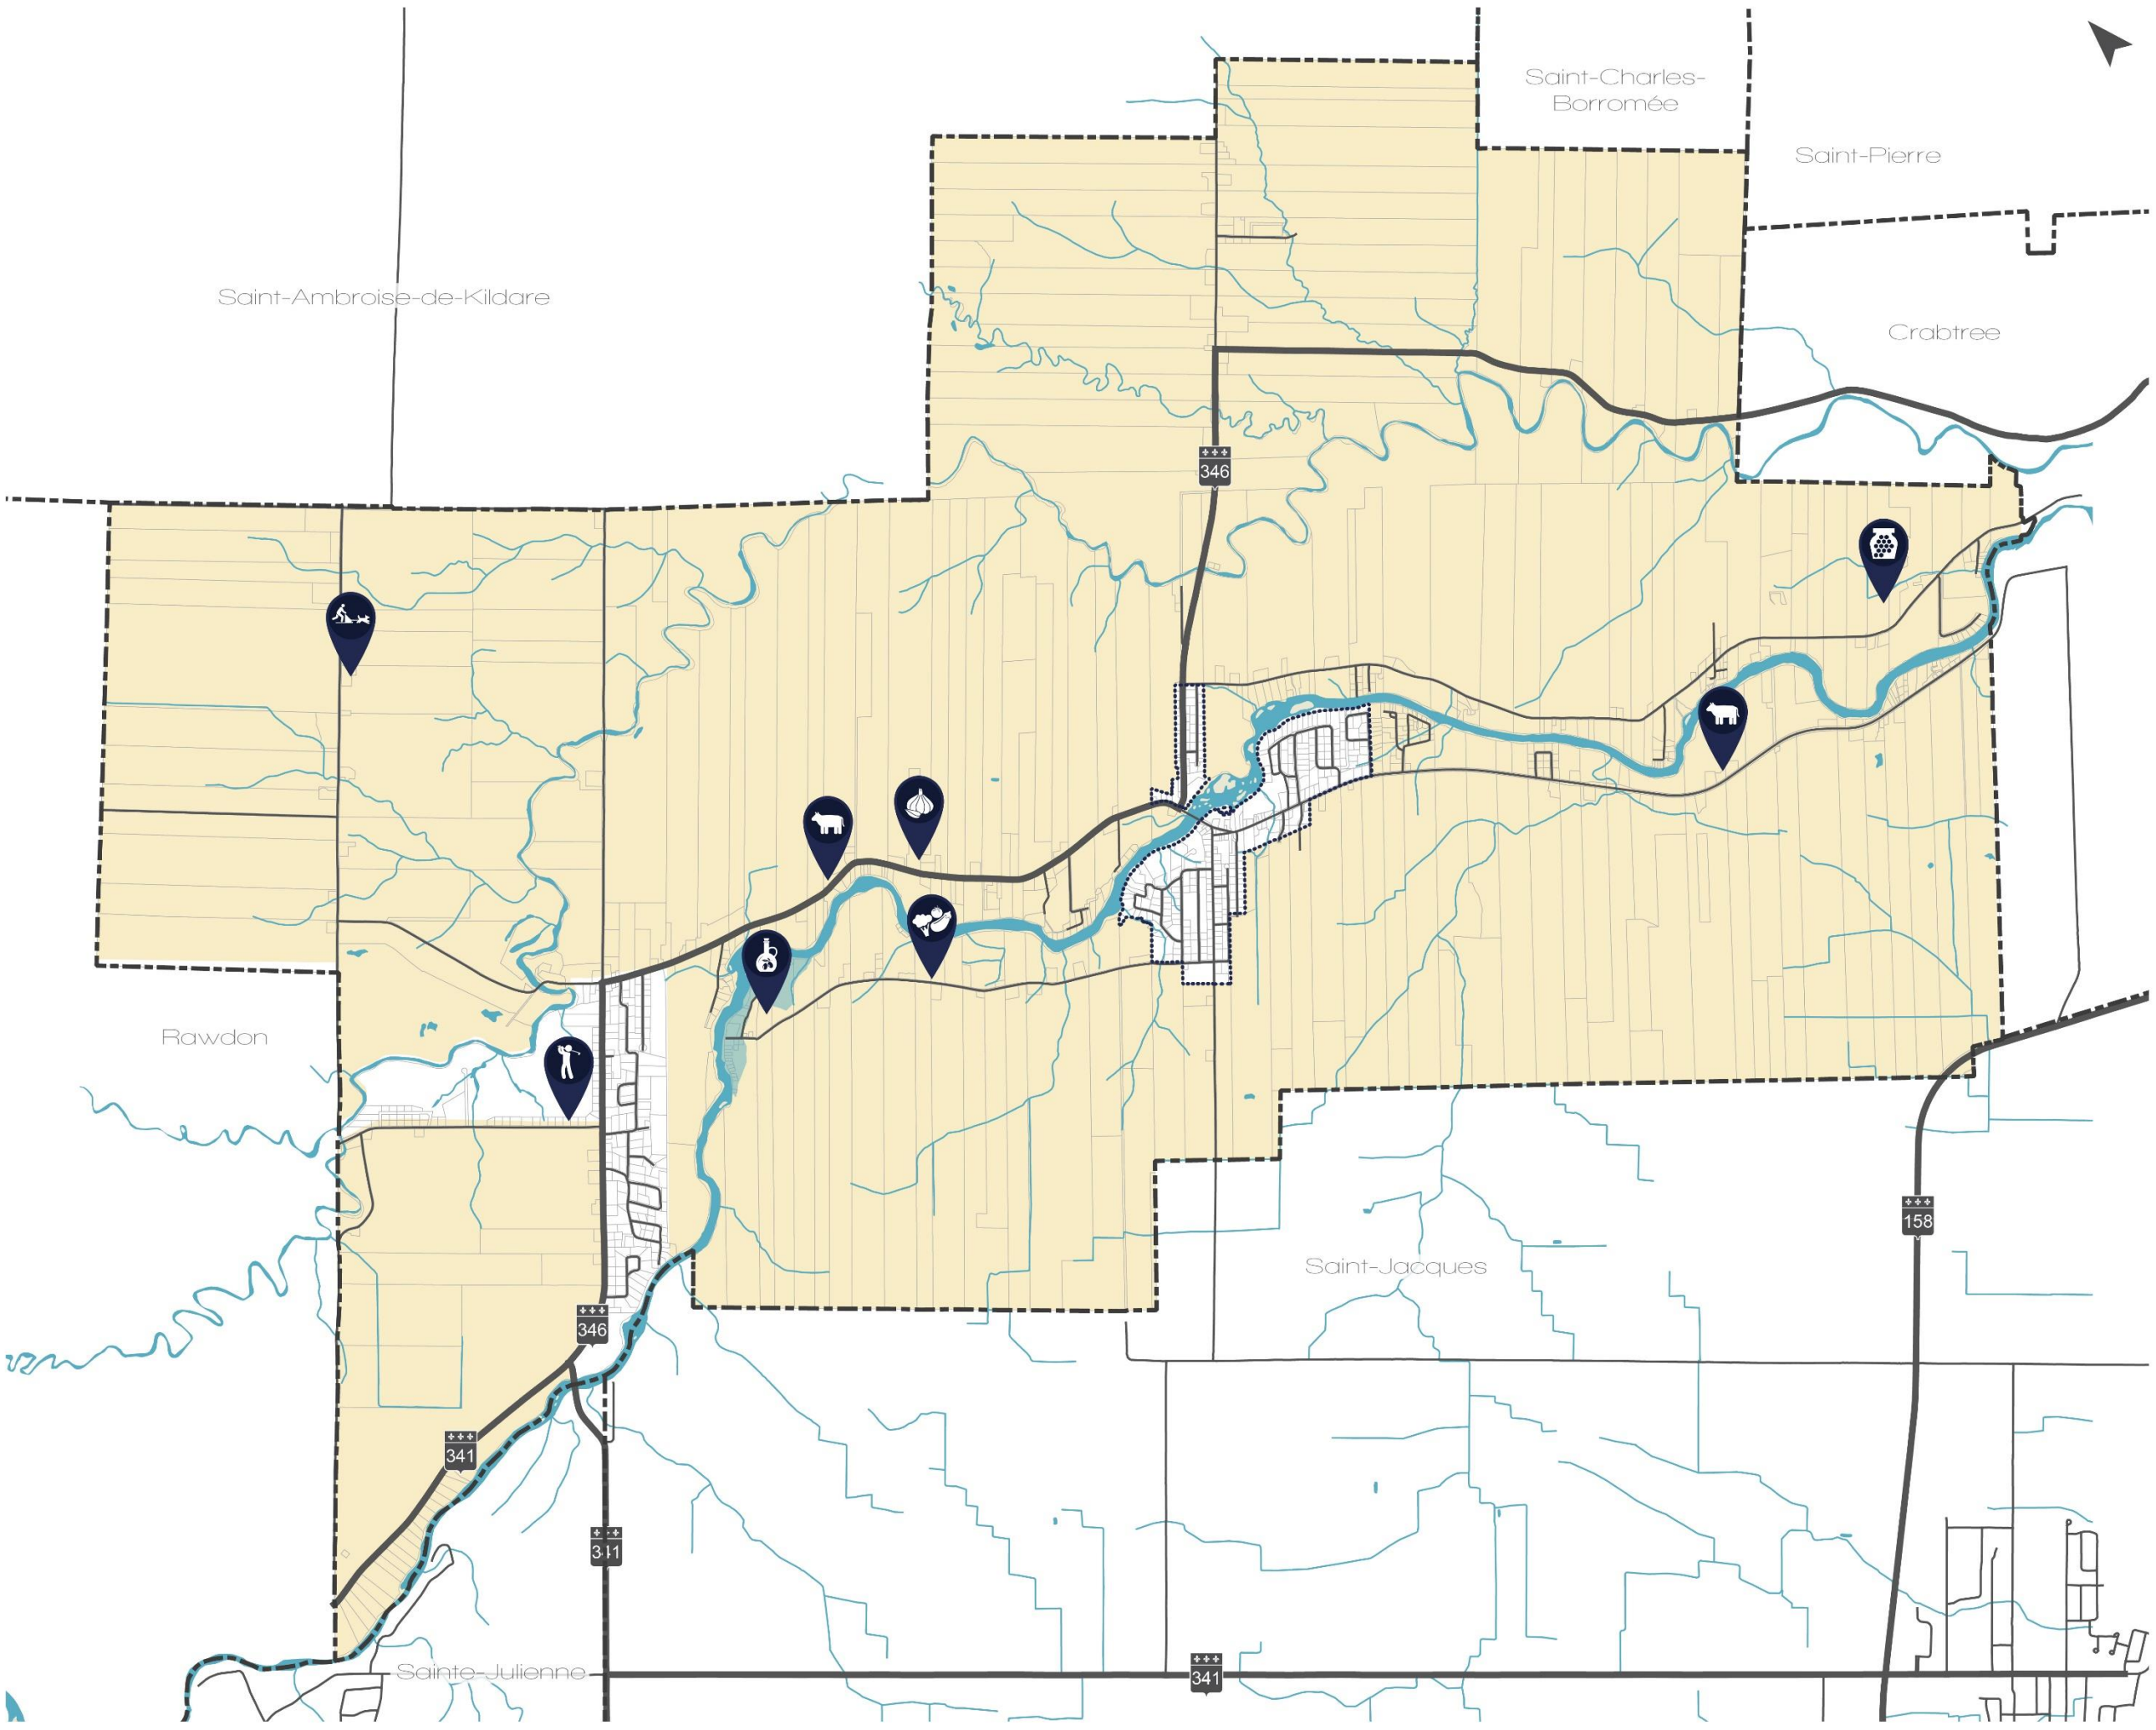 Saint-Charles-
Borromée
Saint-Pierre
Saint-Ambroise-de-Kildare
Crabtree
346
Rawdon
158
Saint-Jacques
346
341
341
Sainte-Julienne
341